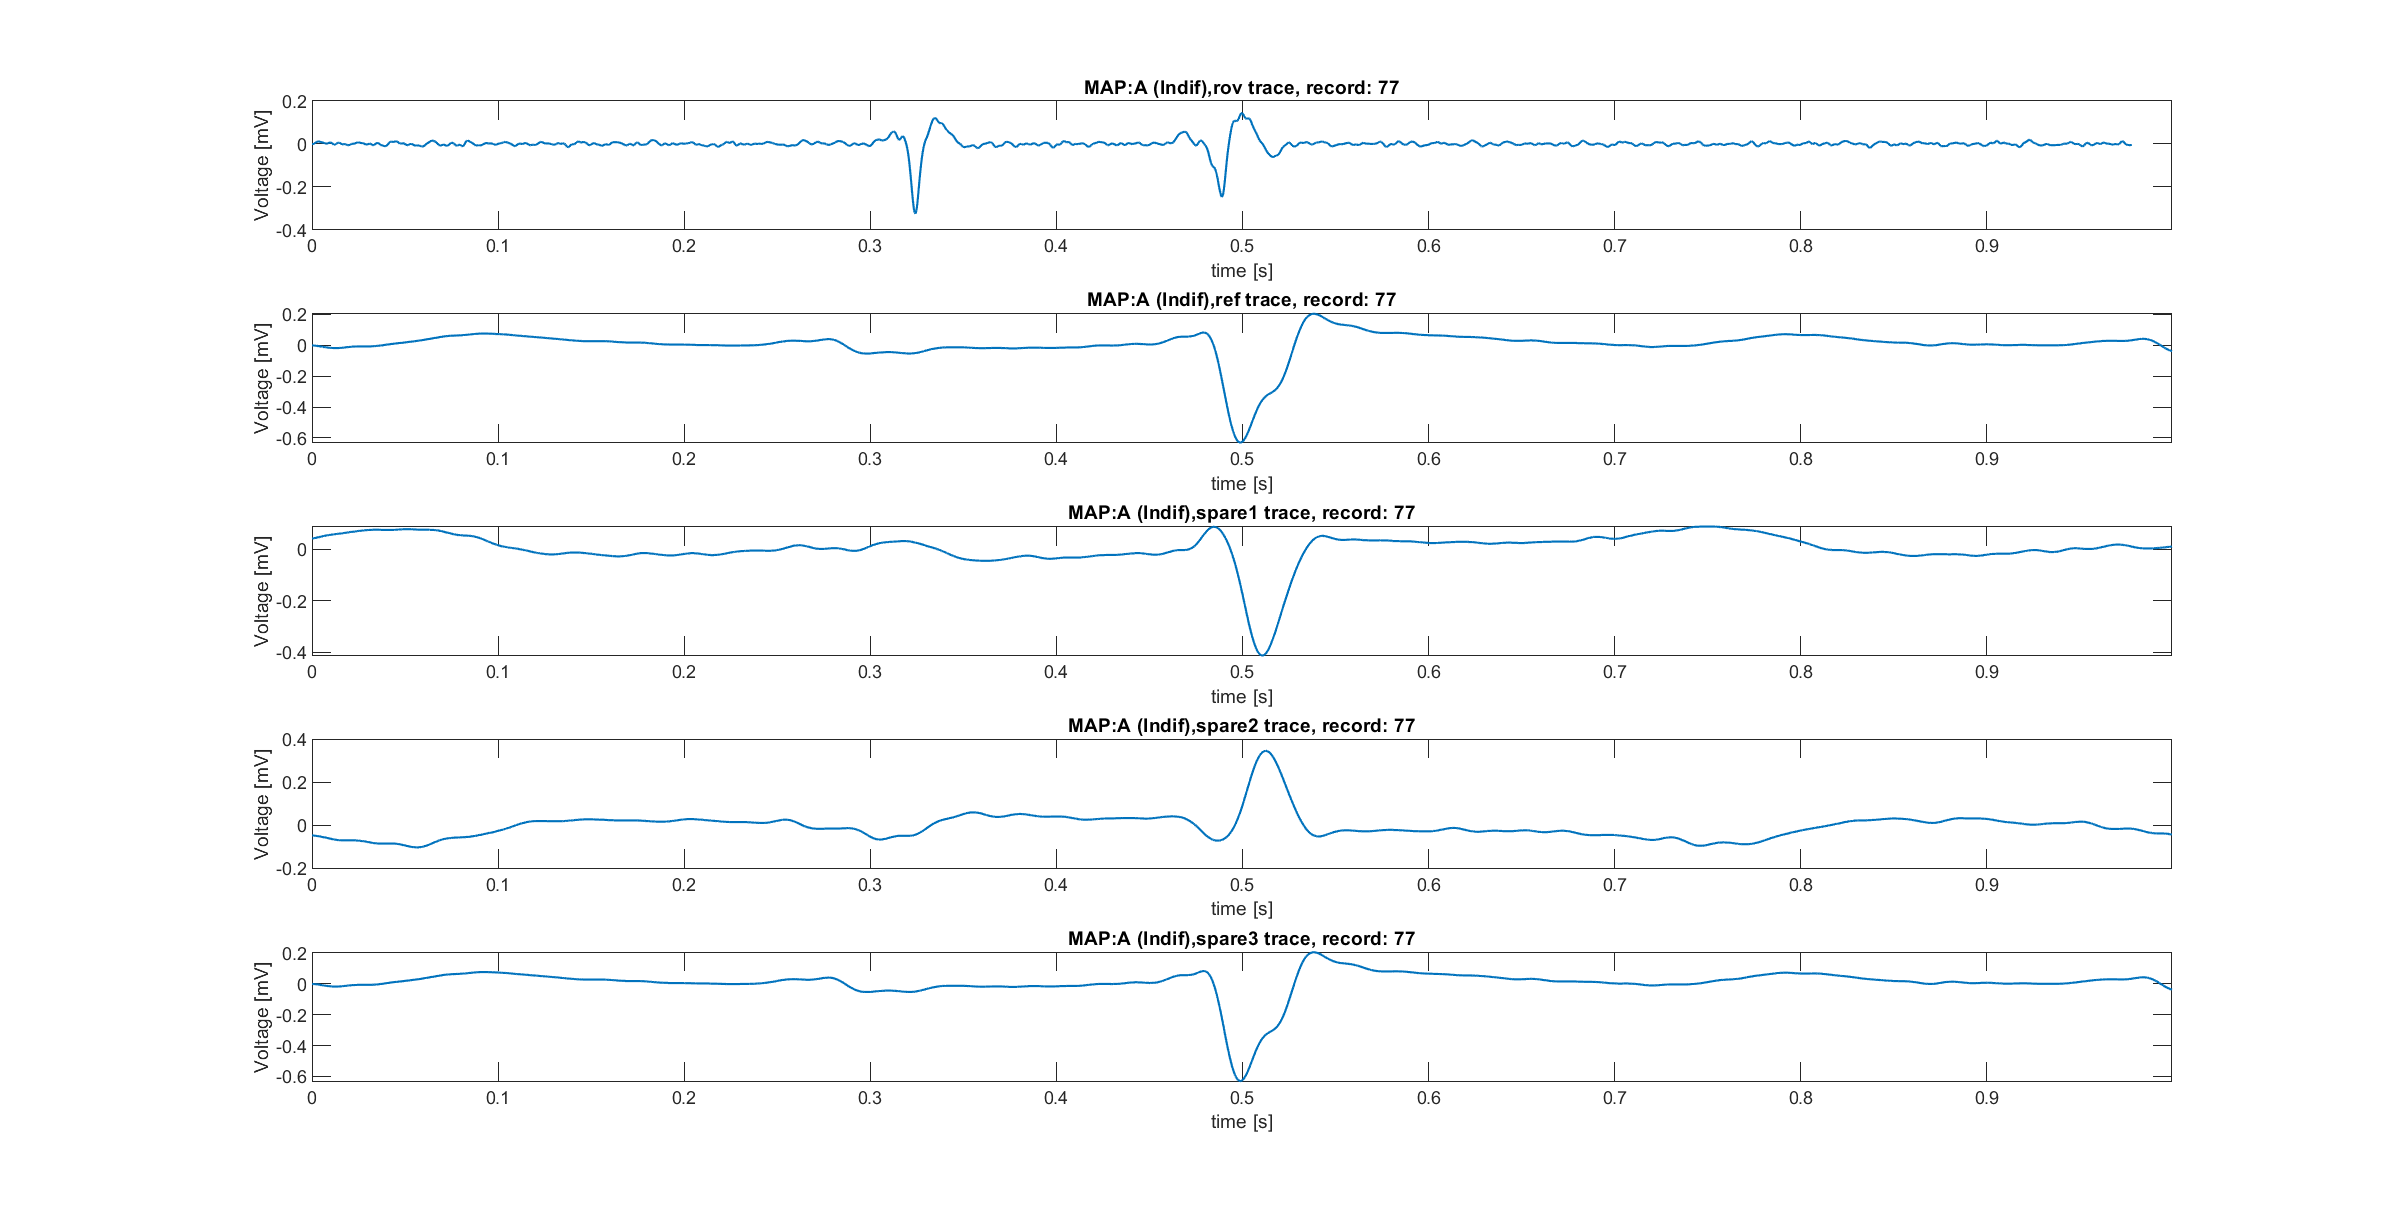 MAP:A (Indif),rov trace, record: 77
Voltage [mV]
0.2
0
-0.2
-0.4
0 0.1 0.2 0.3 0.4 0.5 0.6 0.7 0.8 0.9
time [s]
MAP:A (Indif),ref trace, record: 77
Voltage [mV]
0.2
0
-0.2
-0.4
-0.6
0 0.1 0.2 0.3 0.4 0.5 0.6 0.7 0.8 0.9
time [s]
MAP:A (Indif),spare1 trace, record: 77
Voltage [mV]
0
-0.2
-0.4
0 0.1 0.2 0.3 0.4 0.5 0.6 0.7 0.8 0.9
time [s]
MAP:A (Indif),spare2 trace, record: 77
Voltage [mV]
0.4
0.2
0
-0.2
0 0.1 0.2 0.3 0.4 0.5 0.6 0.7 0.8 0.9
time [s]
MAP:A (Indif),spare3 trace, record: 77
Voltage [mV]
0.2
0
-0.2
-0.4
-0.6
0 0.1 0.2 0.3 0.4 0.5 0.6 0.7 0.8 0.9
time [s]